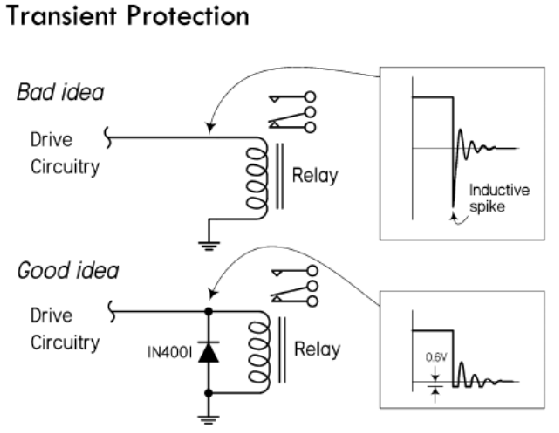 Transient Protection
Bad idea
Drive
Circuitry
Relay
Inductive
spike
Good idea
Drive
Circuitry
IN4001
Relay
0.6V